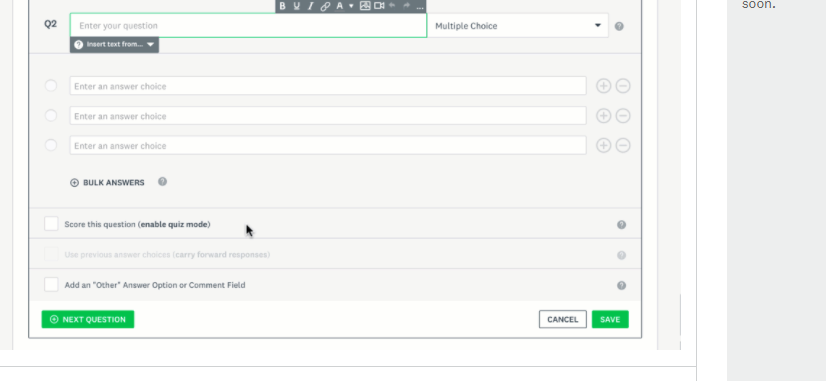 soon.
B U I A ...
Q2 Enter your question Multiple Choice
Insert text from...
Enter an answer choice
Enter an answer choice
Enter an answer choice
BULK ANSWERS
Score this question (enable quiz mode)
Use previous answer choices (carry forward responses)
Add an "Other" Answer Option or Comment Field
NEXT QUESTION CANCEL SAVE